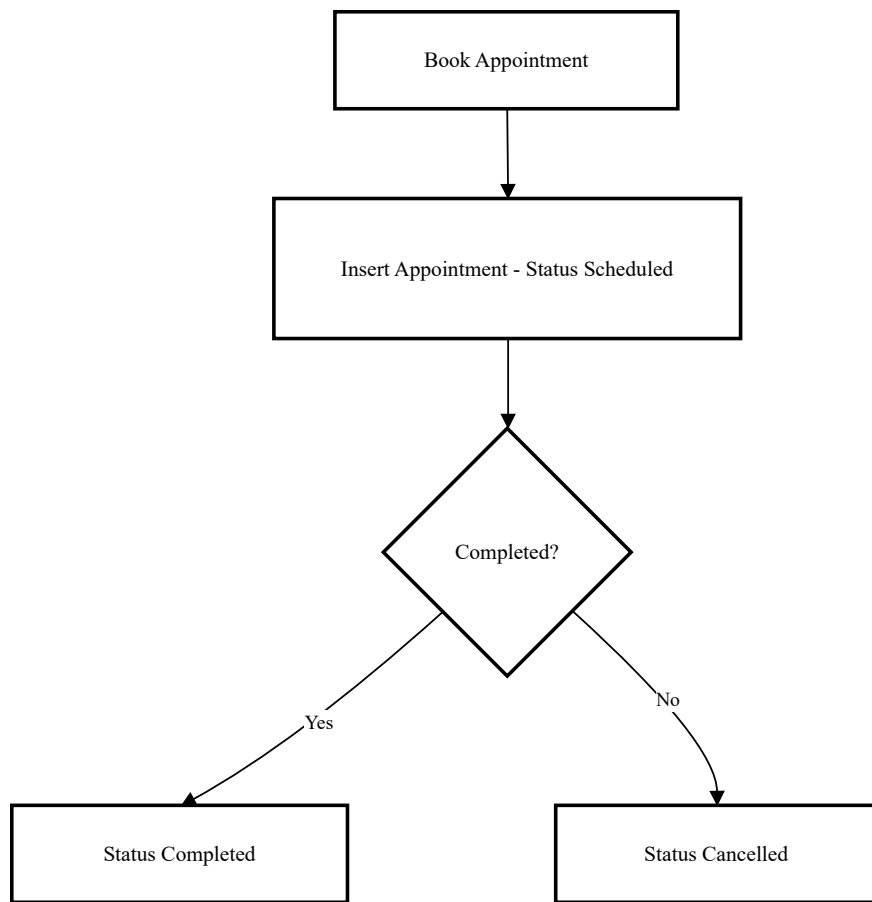 Book Appointment
Insert Appointment - Status Scheduled
Completed?
Yes
No
Status Completed
Status Cancelled